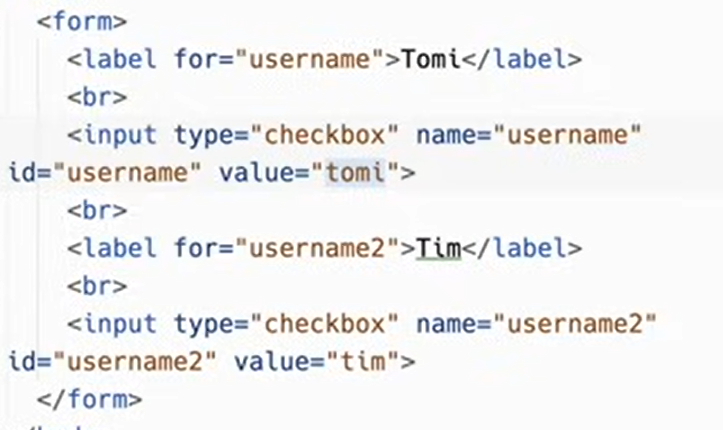 <form>
<label for="username">Tomi</label>
<br>
<input type="checkbox" name="username"
id="username" value="tomi">
<br>
<label for="username2">Tim</label>
<br>
<input type="checkbox" name="username2"
id="username2" value="tim">
</form>